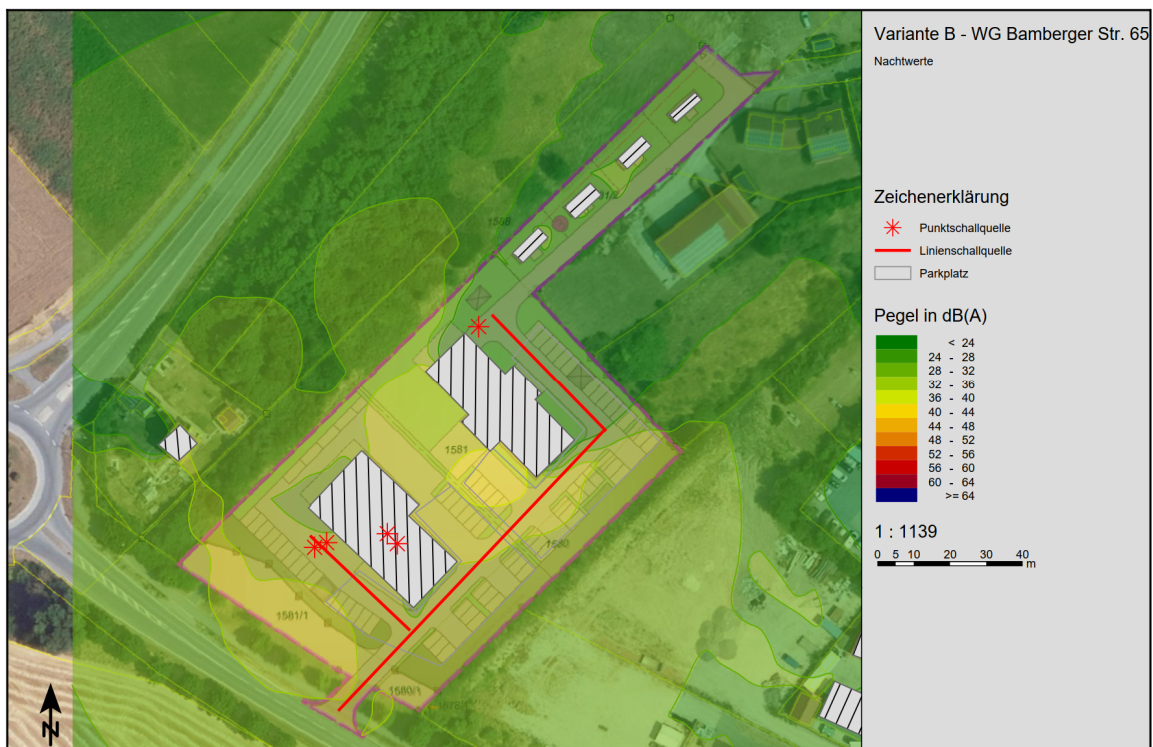 Variante B - WG Bamberger Str. 65
Nachtwerte
Zeichenerklärung
Punktschallquelle
Linienschallquelle
Parkplatz
Pegel in dB(A)
< 24
24 - 28
28 - 32
32 - 36
36 - 40
40 - 44
44 - 48
48 - 52
52 - 56
56 - 60
60 - 64
>= 64
1 : 1139
0 5 10 20 30 40
m
1588
1581
1580
1581/1
1580/1
N